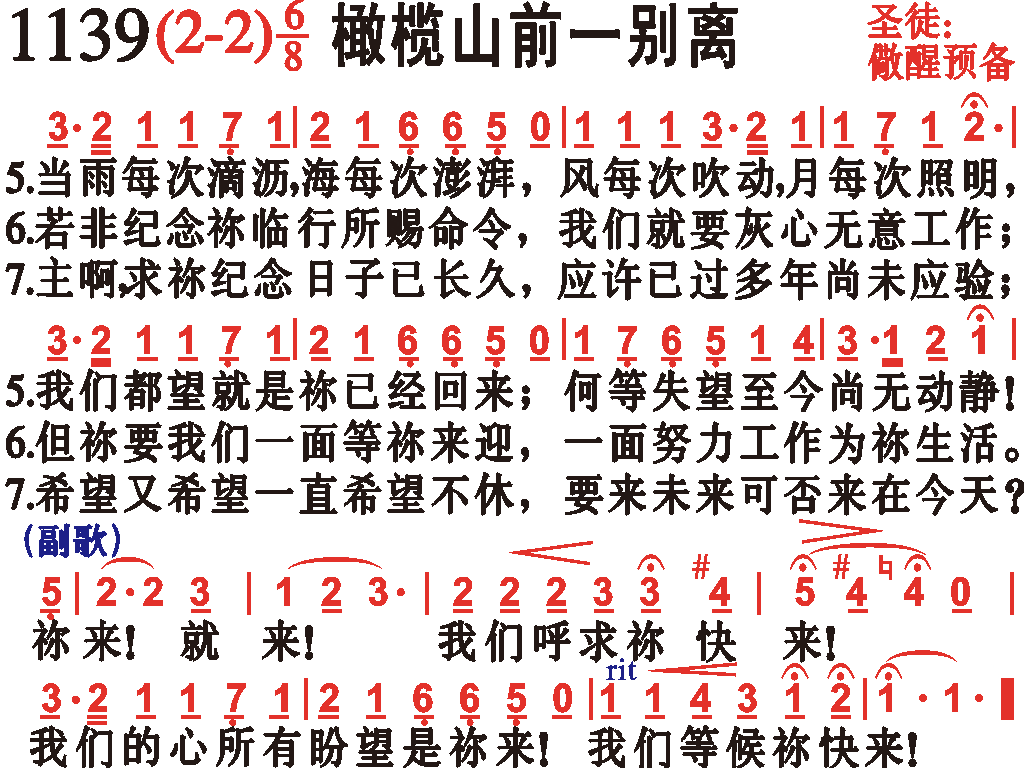 1139(2-2)6/8 橄榄山前一别离 圣徒:
儆醒预备
3·2 1 1 7 1|2 1 6 6 5 0|1 1 1 3·2 1|1 7 1 2·|
5.当雨每次滴沥,海每次澎湃,风每次吹动,月每次照明,
6.若非纪念祢临行所赐命令,我们就要灰心无意工作;
7.主啊,求祢纪念日子已长久,应许已过多年尚未应验;
3·2 1 1 7 1|2 1 6 6 5 0|1 7 6 5 1 4|3·1 2 1|
5.我们都望就是祢已经回来;何等失望至今尚无动静!
6.但祢要我们一面等祢来迎,一面努力工作为祢生活。
7.希望又希望一直希望不休,要来未来可否来在今天?
(副歌)
5|2·2 3|1 2 3·|2 2 2 3 3 #4|5 #4 ♮4 0|
祢来!就来!我们呼求祢快来!
rit
3·2 1 1 7 1|2 1 6 6 5 0|1 1 4 3 1 2|1·1·
我们的心所有盼望是祢来!我们等候祢快来!